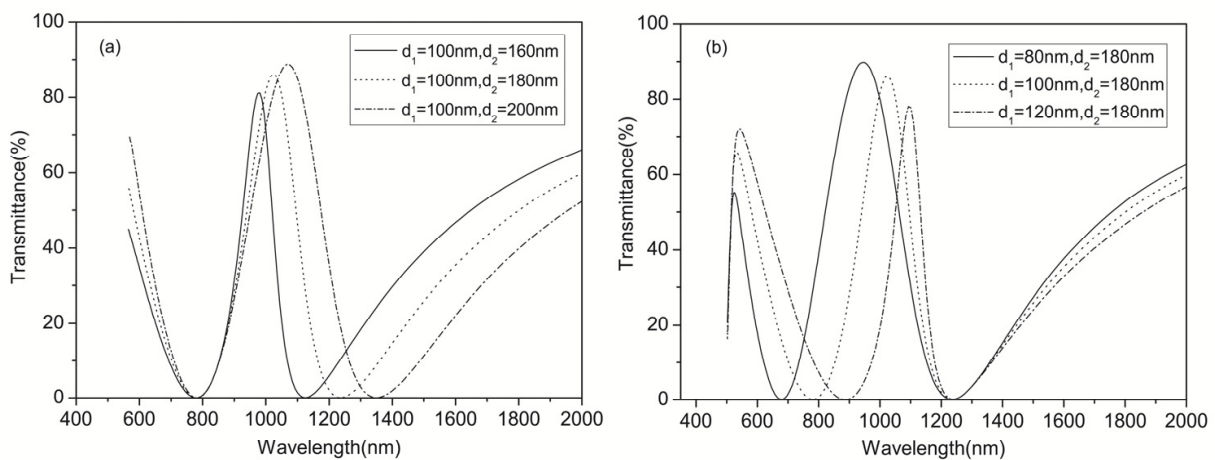 (a)
d1=100nm,d2=160nm
d1=100nm,d2=180nm
d1=100nm,d2=200nm
Transmittance(%)
100
80
60
40
20
0
400 600 800 1000 1200 1400 1600 1800 2000
Wavelength(nm)
(b)
d1=80nm,d2=180nm
d1=100nm,d2=180nm
d1=120nm,d2=180nm
Transmittance(%)
100
80
60
40
20
0
400 600 800 1000 1200 1400 1600 1800 2000
Wavelength(nm)